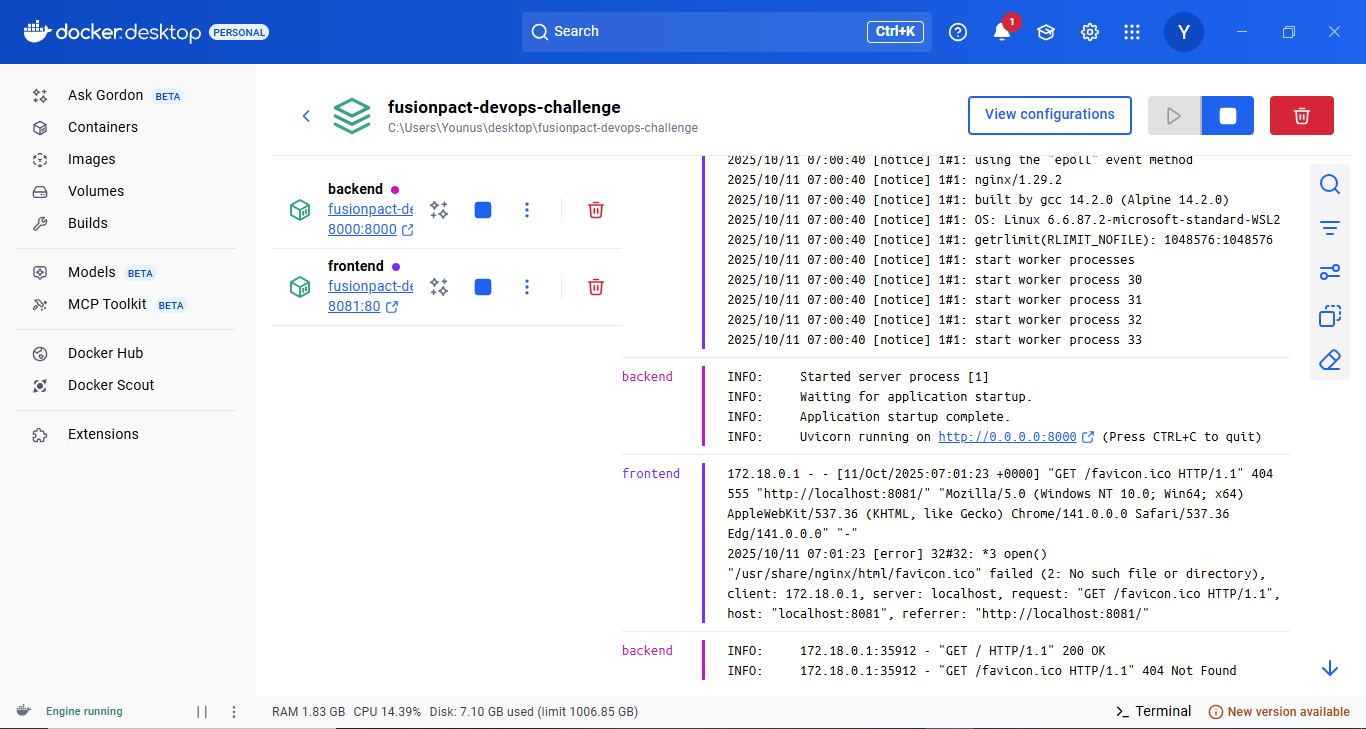 docker.desktop PERSONAL
Search
Ctrl+K
1
Y
Ask Gordon BETA
Containers
Images
Volumes
Builds
Models BETA
MCP Toolkit BETA
Docker Hub
Docker Scout
Extensions
fusionpact-devops-challenge
C:\Users\Younus\desktop\fusionpact-devops-challenge
View configurations
backend
fusionpact-de
8000:8000
frontend
fusionpact-de
8081:80
2025/10/11 07:00:40 [notice] 1#1: using the "epoll" event method
2025/10/11 07:00:40 [notice] 1#1: nginx/1.29.2
2025/10/11 07:00:40 [notice] 1#1: built by gcc 14.2.0 (Alpine 14.2.0)
2025/10/11 07:00:40 [notice] 1#1: OS: Linux 6.6.87.2-microsoft-standard-WSL2
2025/10/11 07:00:40 [notice] 1#1: getrlimit(RLIMIT_NOFILE): 1048576:1048576
2025/10/11 07:00:40 [notice] 1#1: start worker processes
2025/10/11 07:00:40 [notice] 1#1: start worker process 30
2025/10/11 07:00:40 [notice] 1#1: start worker process 31
2025/10/11 07:00:40 [notice] 1#1: start worker process 32
2025/10/11 07:00:40 [notice] 1#1: start worker process 33
backend
INFO: Started server process [1]
INFO: Waiting for application startup.
INFO: Application startup complete.
INFO: Uvicorn running on http://0.0.0.0:8000 (Press CTRL+C to quit)
frontend
172.18.0.1 - - [11/Oct/2025:07:01:23 +0000] "GET /favicon.ico HTTP/1.1" 404
555 "http://localhost:8081/" "Mozilla/5.0 (Windows NT 10.0; Win64; x64)
AppleWebKit/537.36 (KHTML, like Gecko) Chrome/141.0.0.0 Safari/537.36
Edg/141.0.0.0" "-"
2025/10/11 07:01:23 [error] 32#32: *3 open()
"/usr/share/nginx/html/favicon.ico" failed (2: No such file or directory),
client: 172.18.0.1, server: localhost, request: "GET /favicon.ico HTTP/1.1",
host: "localhost:8081", referrer: "http://localhost:8081/"
backend
INFO: 172.18.0.1:35912 - "GET / HTTP/1.1" 200 OK
INFO: 172.18.0.1:35912 - "GET /favicon.ico HTTP/1.1" 404 Not Found
Engine running
RAM 1.83 GB CPU 14.39% Disk: 7.10 GB used (limit 1006.85 GB)
Terminal
New version available